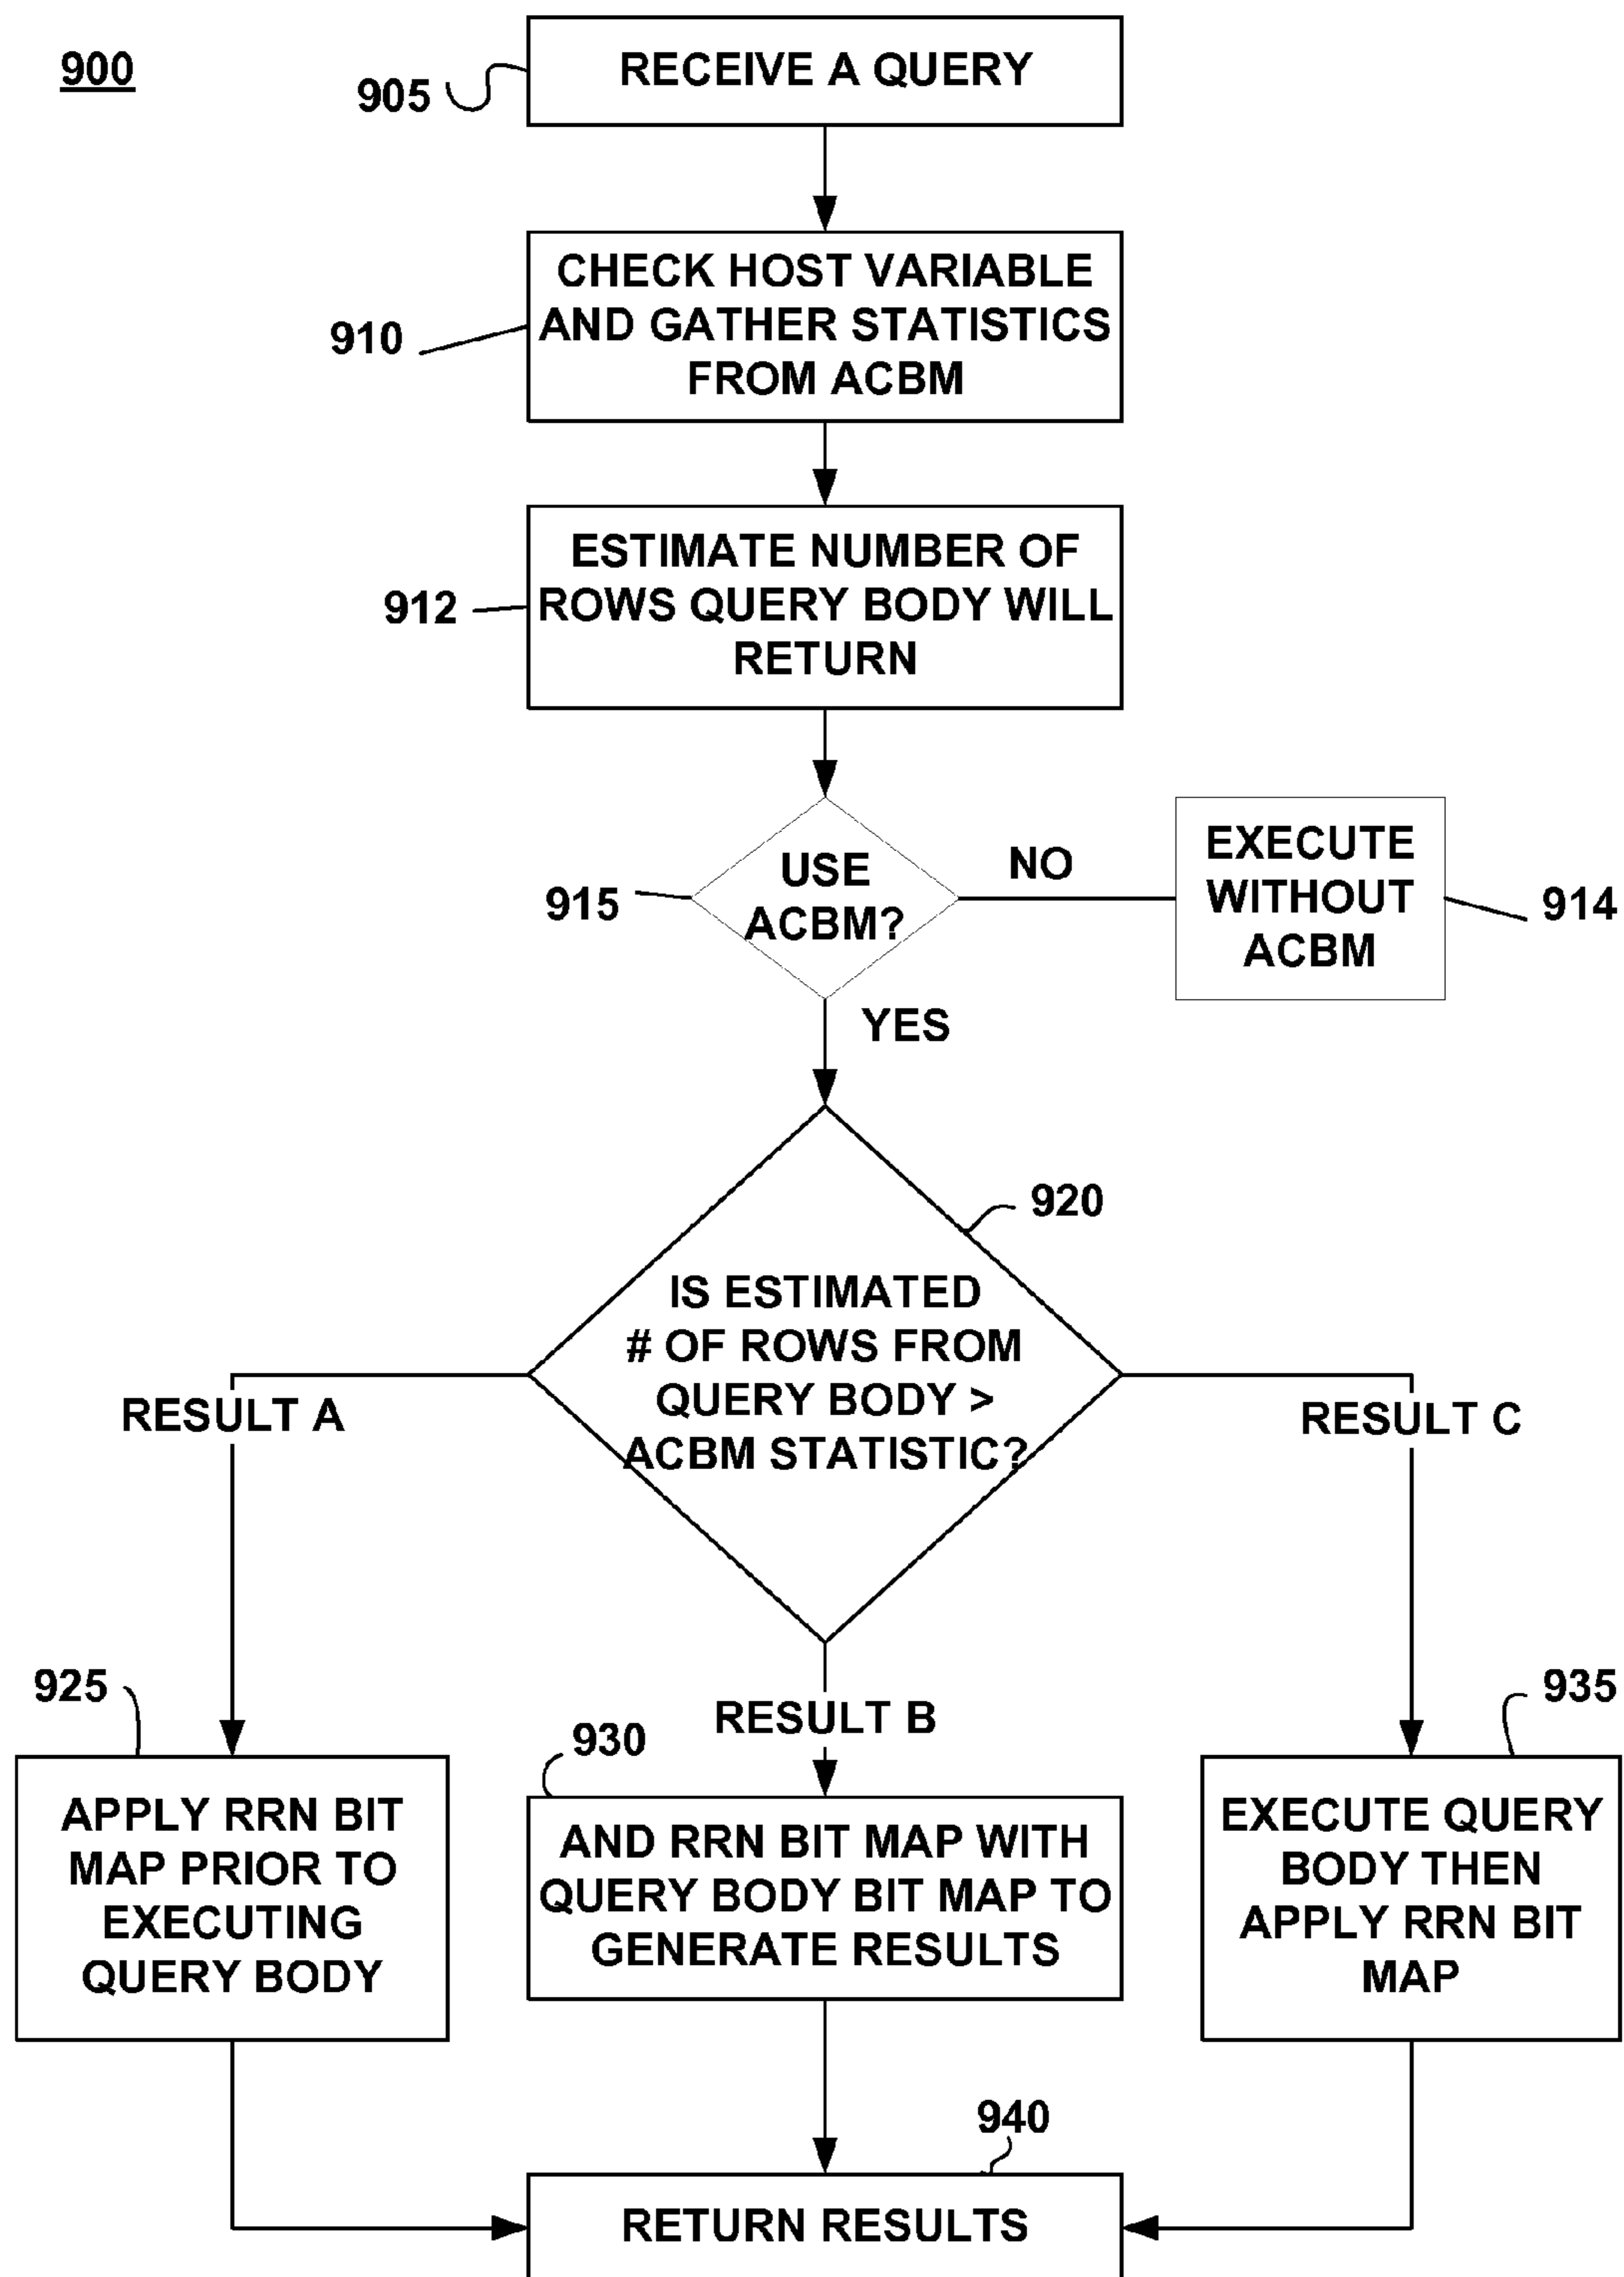 900
RECEIVE A QUERY
905
CHECK HOST VARIABLE
AND GATHER STATISTICS
FROM ACBM
910
ESTIMATE NUMBER OF
ROWS QUERY BODY WILL
RETURN
912
USE
ACBM?
915
NO
EXECUTE
WITHOUT
ACBM
914
YES
920
IS ESTIMATED
# OF ROWS FROM
QUERY BODY >
ACBM STATISTIC?
RESULT A
RESULT C
RESULT B
925
APPLY RRN BIT
MAP PRIOR TO
EXECUTING
QUERY BODY
930
AND RRN BIT MAP WITH
QUERY BODY BIT MAP TO
GENERATE RESULTS
935
EXECUTE QUERY
BODY THEN
APPLY RRN BIT
MAP
940
RETURN RESULTS